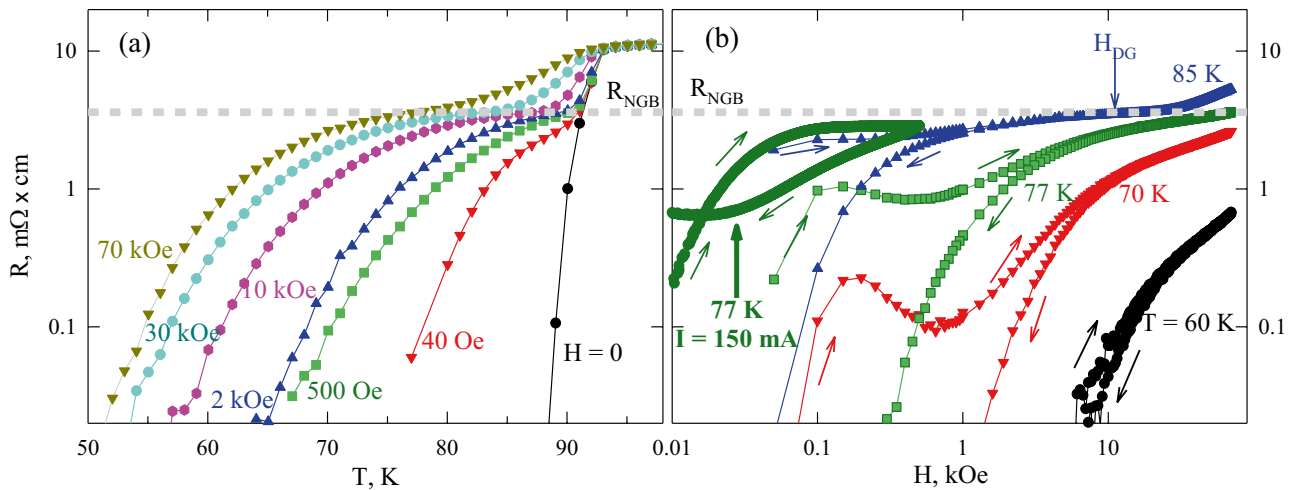 (a)
R_NGB
70 kOe
30 kOe
10 kOe
2 kOe
500 Oe
40 Oe
H = 0
10
1
0.1
R, mΩ x cm
50
60
70
80
90
T, K
(b)
H_DG
85 K
R_NGB
77 K
70 K
77 K
I = 150 mA
T = 60 K
10
1
0.1
0.01
0.1
1
10
H, kOe